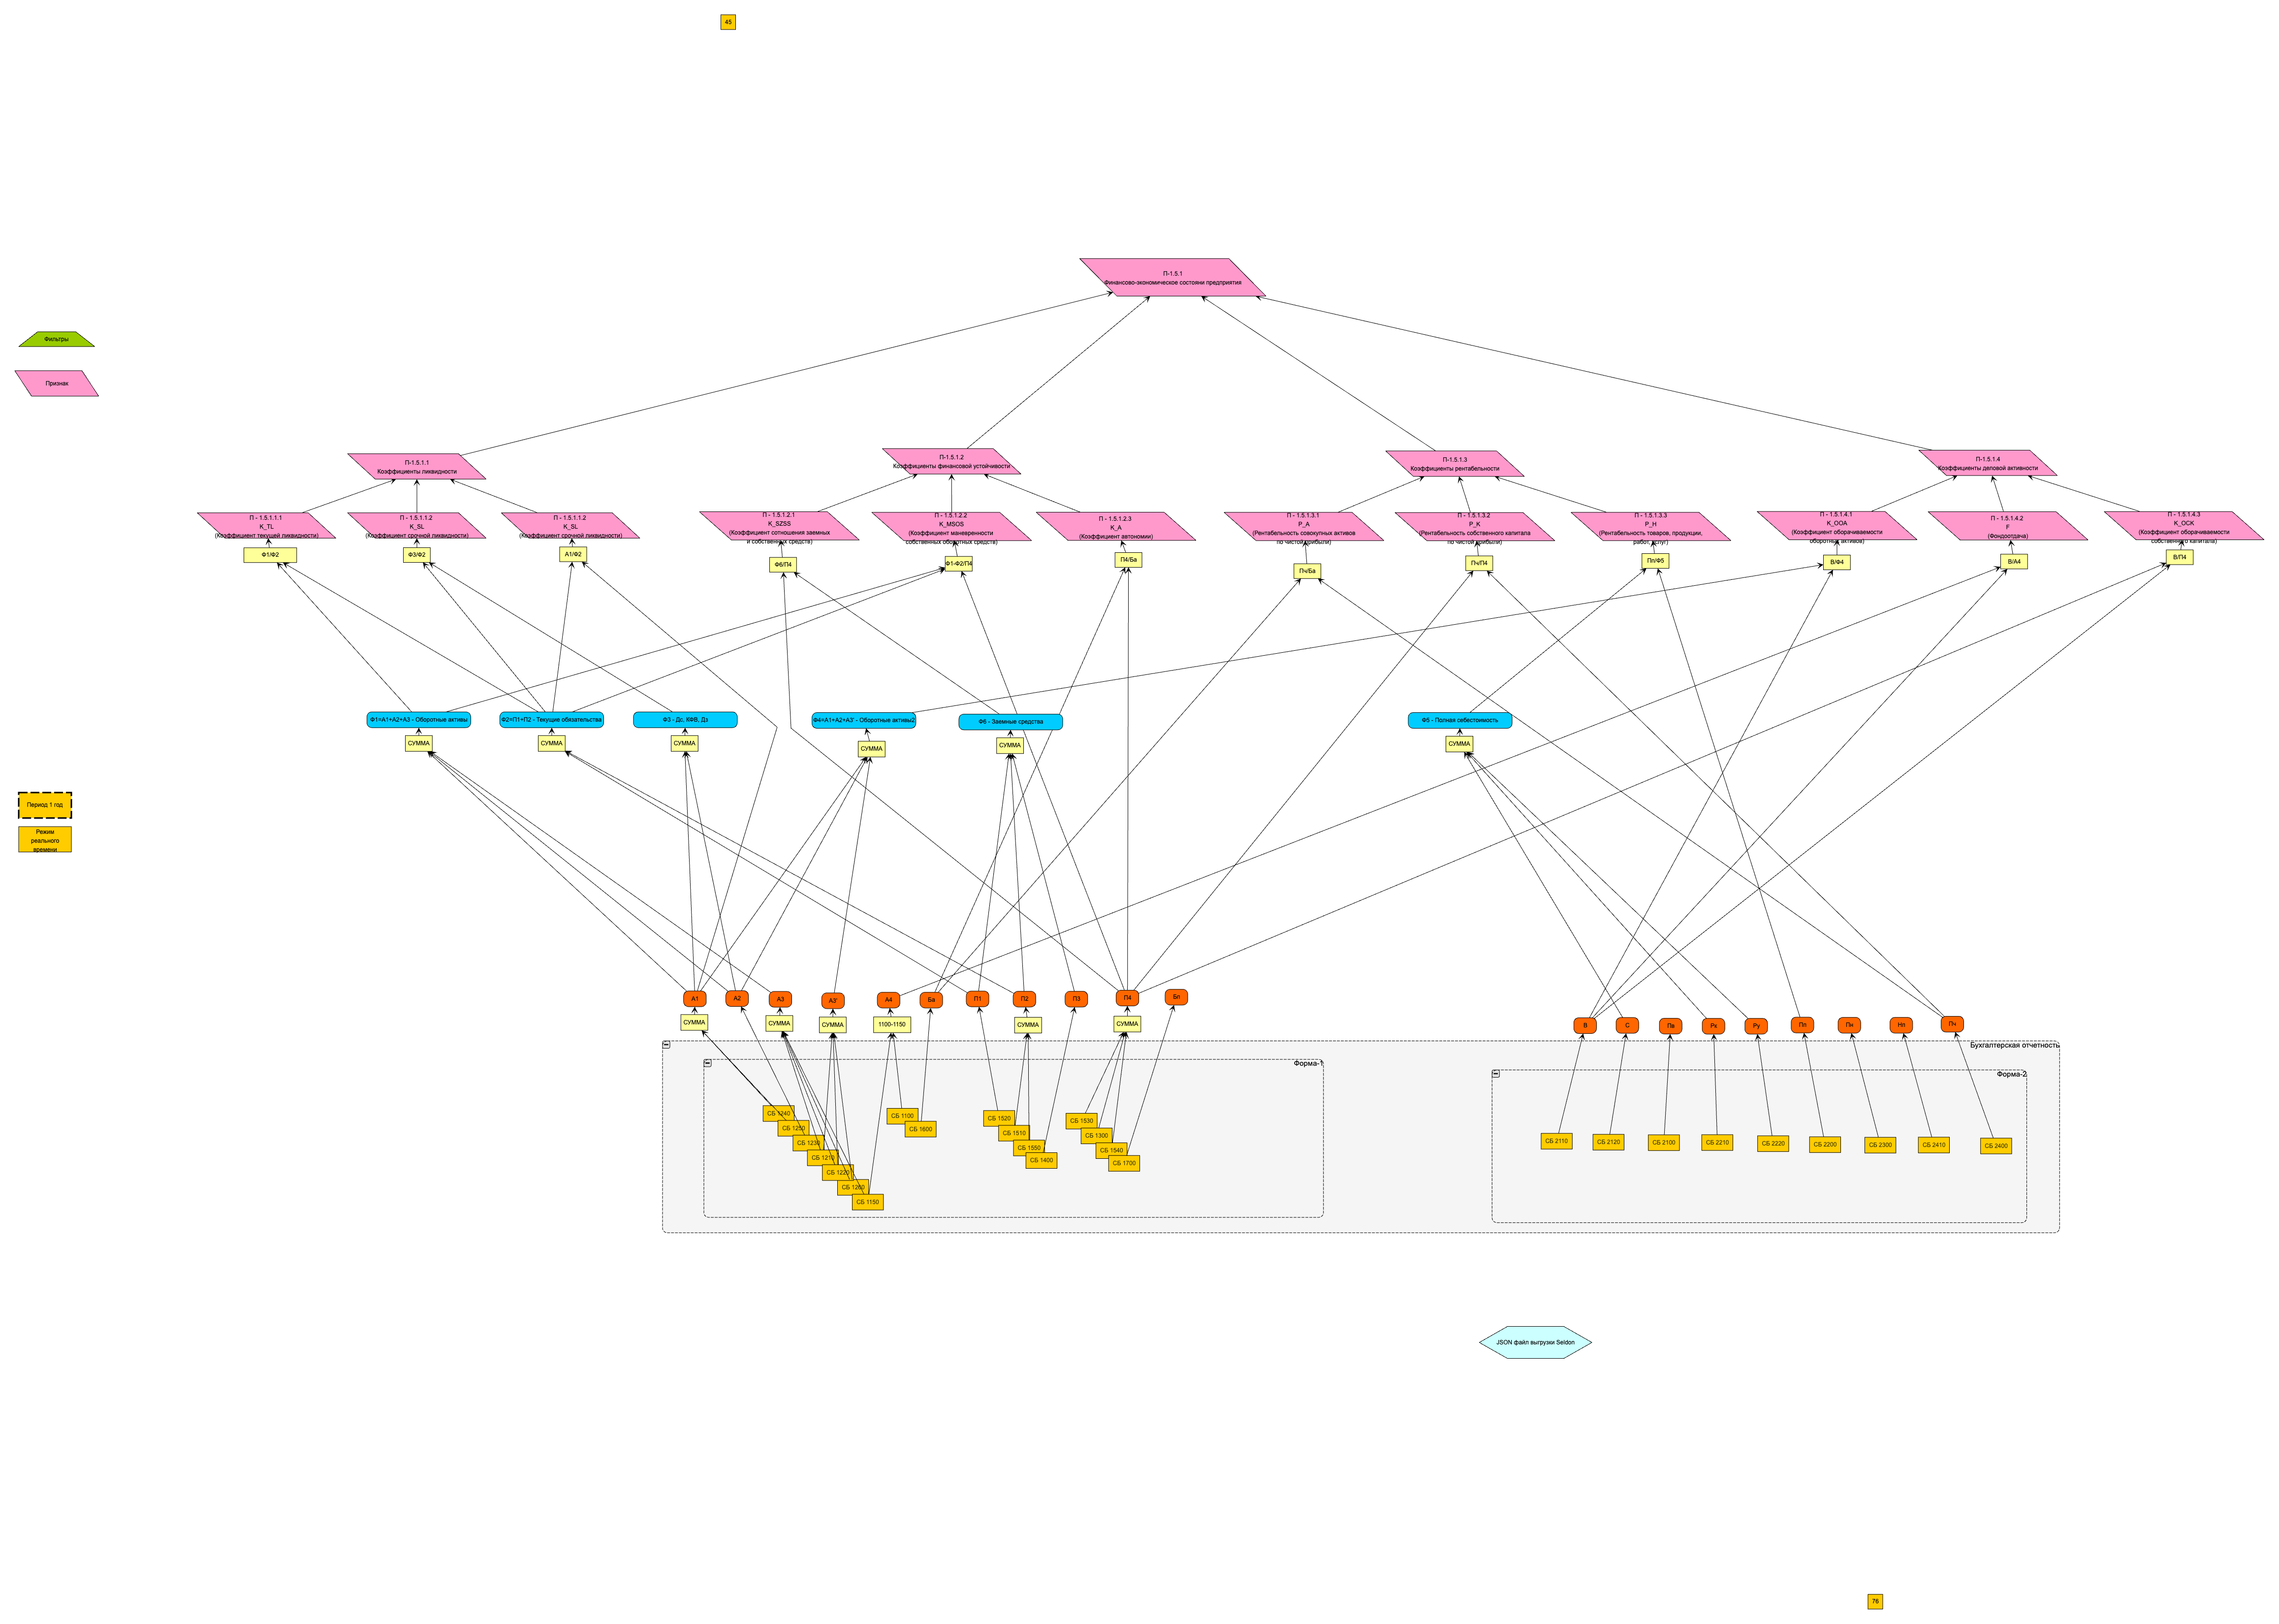 45
П-1.5.1
Финансово-экономическое состояни предприятия
Фильтры
Признак
П-1.5.1.1
Коэффициенты ликвидности
П-1.5.1.2
Коэффициенты финансовой устойчивости
П-1.5.1.3
Коэффициенты рентабельности
П-1.5.1.4
Коэффициенты деловой активности
П - 1.5.1.1.1
K_TL
(Коэффициент текущей ликвидности)
П - 1.5.1.1.2
K_SL
(Коэффициент срочной ликвидности)
П - 1.5.1.1.2
K_SL
(Коэффициент срочной ликвидности)
П - 1.5.1.2.1
K_SZSS
(Коэффициент сотношения заемных
и собственных средств)
П - 1.5.1.2.2
K_MSOS
(Коэффициент маневренности
собственных оборотных средств)
П - 1.5.1.2.3
K_A
(Коэффициент автономии)
П - 1.5.1.3.1
P_A
(Рентабельность совокупных активов
по чистой прибыли)
П - 1.5.1.3.2
P_K
(Рентабельность собственного капитала
по чистой прибыли)
П - 1.5.1.3.3
P_H
(Рентабельность товаров, продукции,
работ, услуг)
П - 1.5.1.4.1
K_OOA
(Коэффициент оборачиваемости
оборотных активов)
П - 1.5.1.4.2
F
(Фондоотдача)
П - 1.5.1.4.3
K_OCK
(Коэффициент оборачиваемости
собственного капитала)
Ф1/Ф2
Ф3/Ф2
А1/Ф2
Ф6/П4
Ф1-Ф2/П4
П4/Ба
Пч/Ба
Пч/П4
Пп/Ф5
В/Ф4
В/А4
В/П4
Ф1=А1+А2+А3 - Оборотные активы
Ф2=П1+П2 - Текущие обязательства
Ф3 - Дс, КФВ, Дз
Ф4=А1+А2+А3' - Оборотные активы2
Ф6 - Заемные средства
Ф5 - Полная себестоимость
СУММА
СУММА
СУММА
СУММА
СУММА
СУММА
Период 1 год
Режим
реального
времени
А1
А2
А3
А3'
А4
Ба
П1
П2
П3
П4
Бп
СУММА
СУММА
СУММА
1100-1150
СУММА
СУММА
В
С
Пв
Рк
Ру
Пп
Пн
Нп
Пч
Бухгалтерская отчетность
Форма-1
Форма-2
СБ 1240
СБ 1250
СБ 1230
СБ 1210
СБ 1220
СБ 1260
СБ 1150
СБ 1100
СБ 1600
СБ 1520
СБ 1510
СБ 1550
СБ 1400
СБ 1530
СБ 1300
СБ 1540
СБ 1700
СБ 2110
СБ 2120
СБ 2100
СБ 2210
СБ 2220
СБ 2200
СБ 2300
СБ 2410
СБ 2400
JSON файл выгрузки Seldon
76